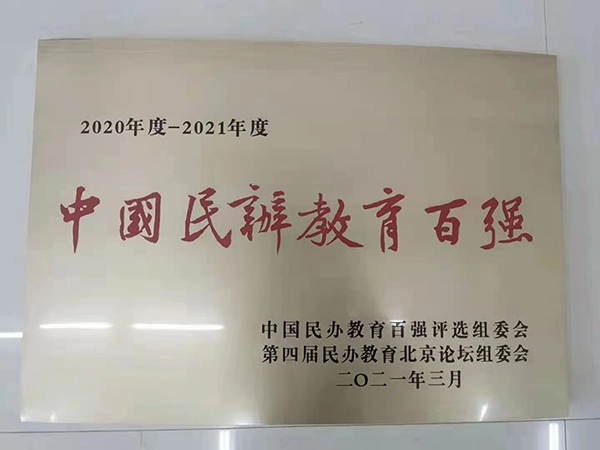 2020年度-2021年度
中國民辦教育百强
中国民办教育百强评选组委会
第四届民办教育北京论坛组委会
二〇二一年三月